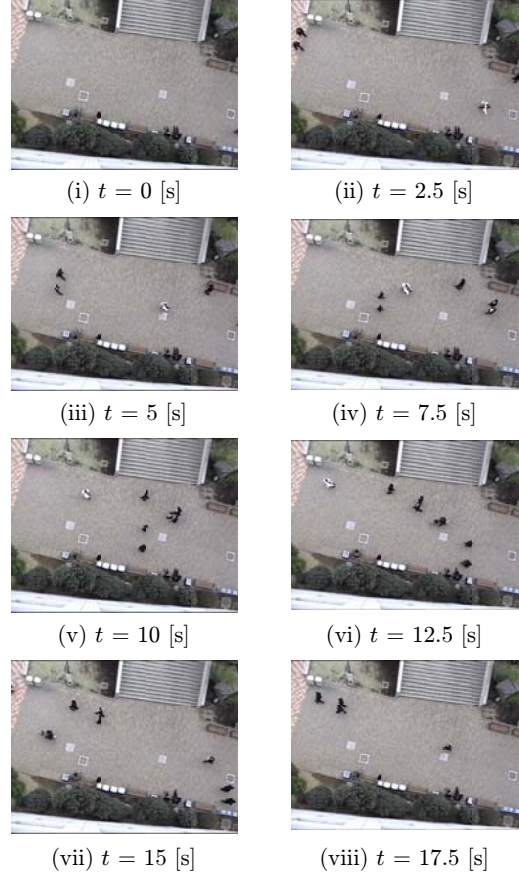 (i) t = 0 [s]
(ii) t = 2.5 [s]
(iii) t = 5 [s]
(iv) t = 7.5 [s]
(v) t = 10 [s]
(vi) t = 12.5 [s]
(vii) t = 15 [s]
(viii) t = 17.5 [s]